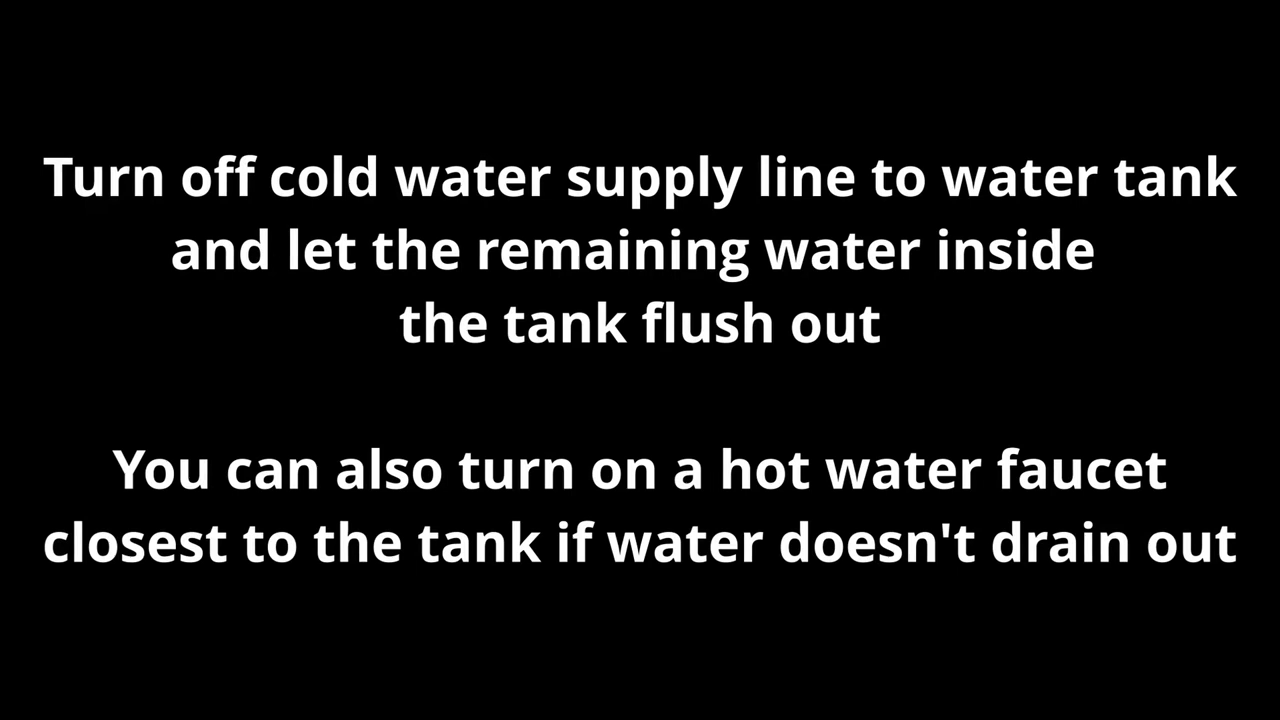 Turn off cold water supply line to water tank
and let the remaining water inside
the tank flush out
You can also turn on a hot water faucet
closest to the tank if water doesn't drain out